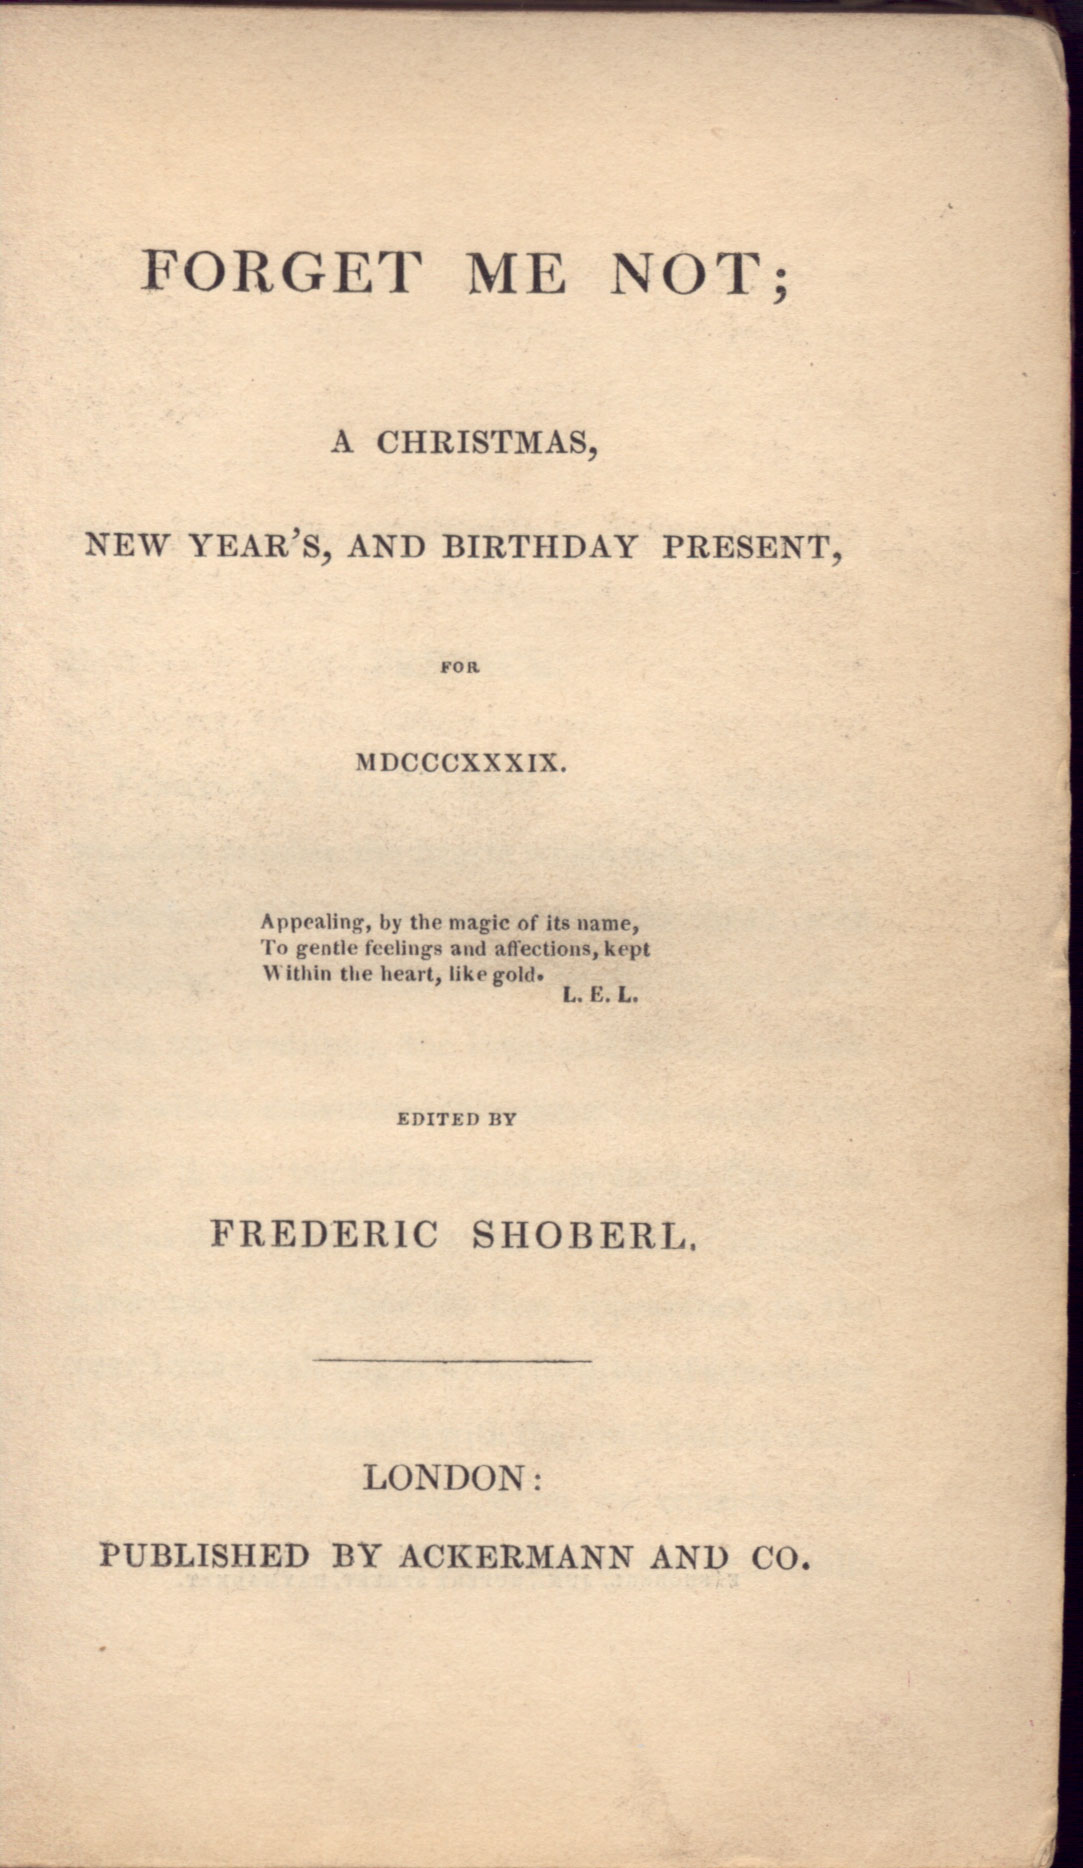 FORGET ME NOT;
A CHRISTMAS,
NEW YEAR'S, AND BIRTHDAY PRESENT,
FOR
MDCCCXXXIX.
Appealing, by the magic of its name,
To gentle feelings and affections, kept
Within the heart, like gold.
L. E. L.
EDITED BY
FREDERIC SHOBERL.
LONDON:
PUBLISHED BY ACKERMANN AND CO.